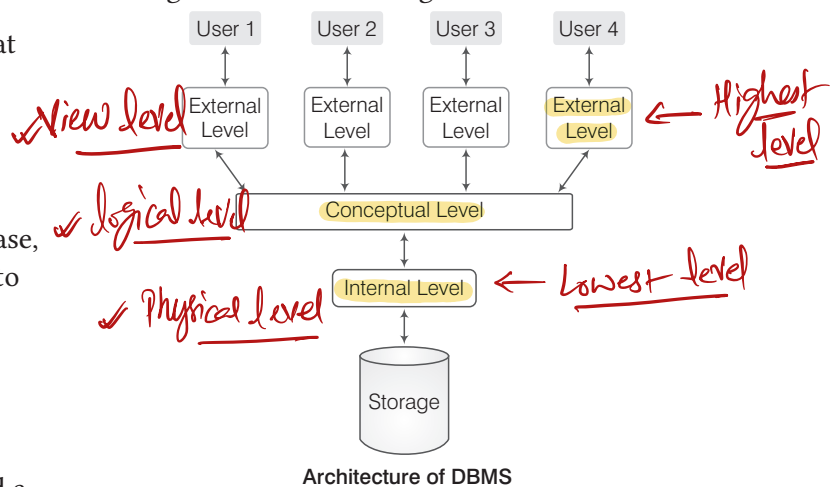 User 1 User 2 User 3 User 4
at
External Level External Level External Level External Level
View level
Highest level
Conceptual Level
logical level
ase,
to
Internal Level
Lowest level
Physical level
Storage
Architecture of DBMS